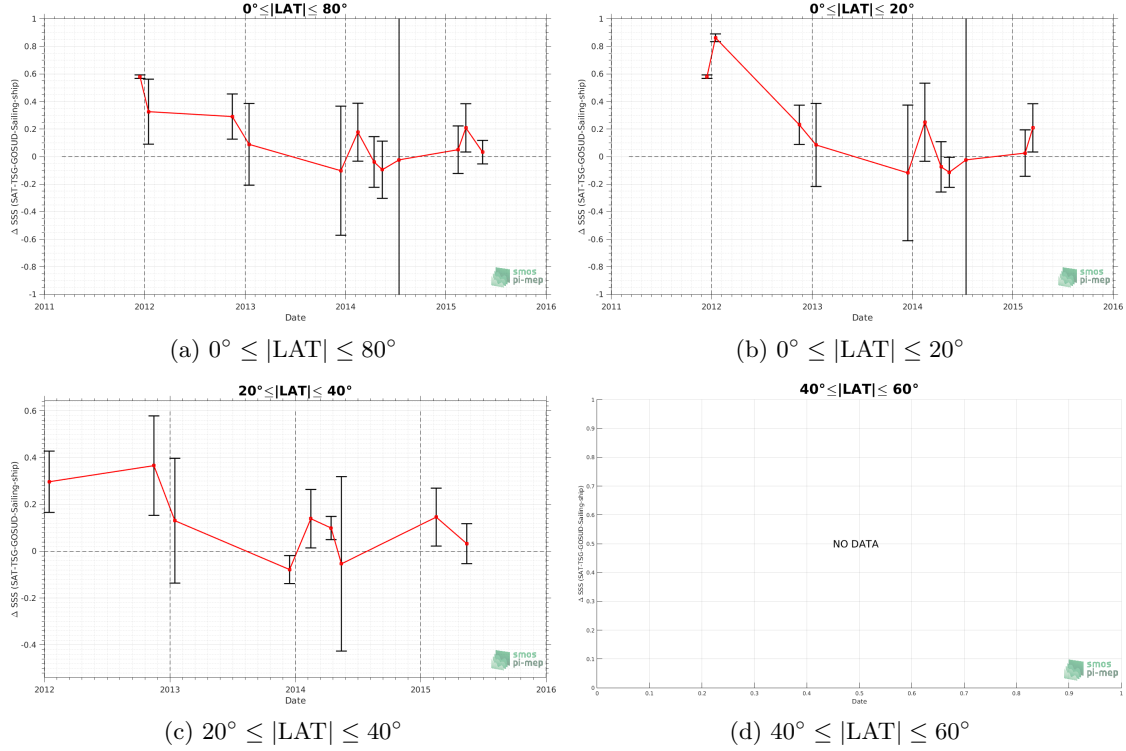 0°≤|LAT|≤ 80°
Δ SSS (SAT-TSG-GOSUD-Sailing-ship)
1
0.8
0.6
0.4
0.2
0
-0.2
-0.4
-0.6
-0.8
-1
2011 2012 2013 2014 2015 2016
Date
smos
pi-mep
(a) 0° ≤ |LAT| ≤ 80°
0°≤|LAT|≤ 20°
Δ SSS (SAT-TSG-GOSUD-Sailing-ship)
1
0.8
0.6
0.4
0.2
0
-0.2
-0.4
-0.6
-0.8
-1
2011 2012 2013 2014 2015 2016
Date
smos
pi-mep
(b) 0° ≤ |LAT| ≤ 20°
20°≤|LAT|≤ 40°
Δ SSS (SAT-TSG-GOSUD-Sailing-ship)
0.6
0.4
0.2
0
-0.2
-0.4
2012 2013 2014 2015 2016
Date
smos
pi-mep
(c) 20° ≤ |LAT| ≤ 40°
40°≤|LAT|≤ 60°
Δ SSS (SAT-TSG-GOSUD-Sailing-ship)
1
0.9
0.8
0.7
0.6
0.5
0.4
0.3
0.2
0.1
0
NO DATA
0 0.1 0.2 0.3 0.4 0.5 0.6 0.7 0.8 0.9 1
Date
smos
pi-mep
(d) 40° ≤ |LAT| ≤ 60°